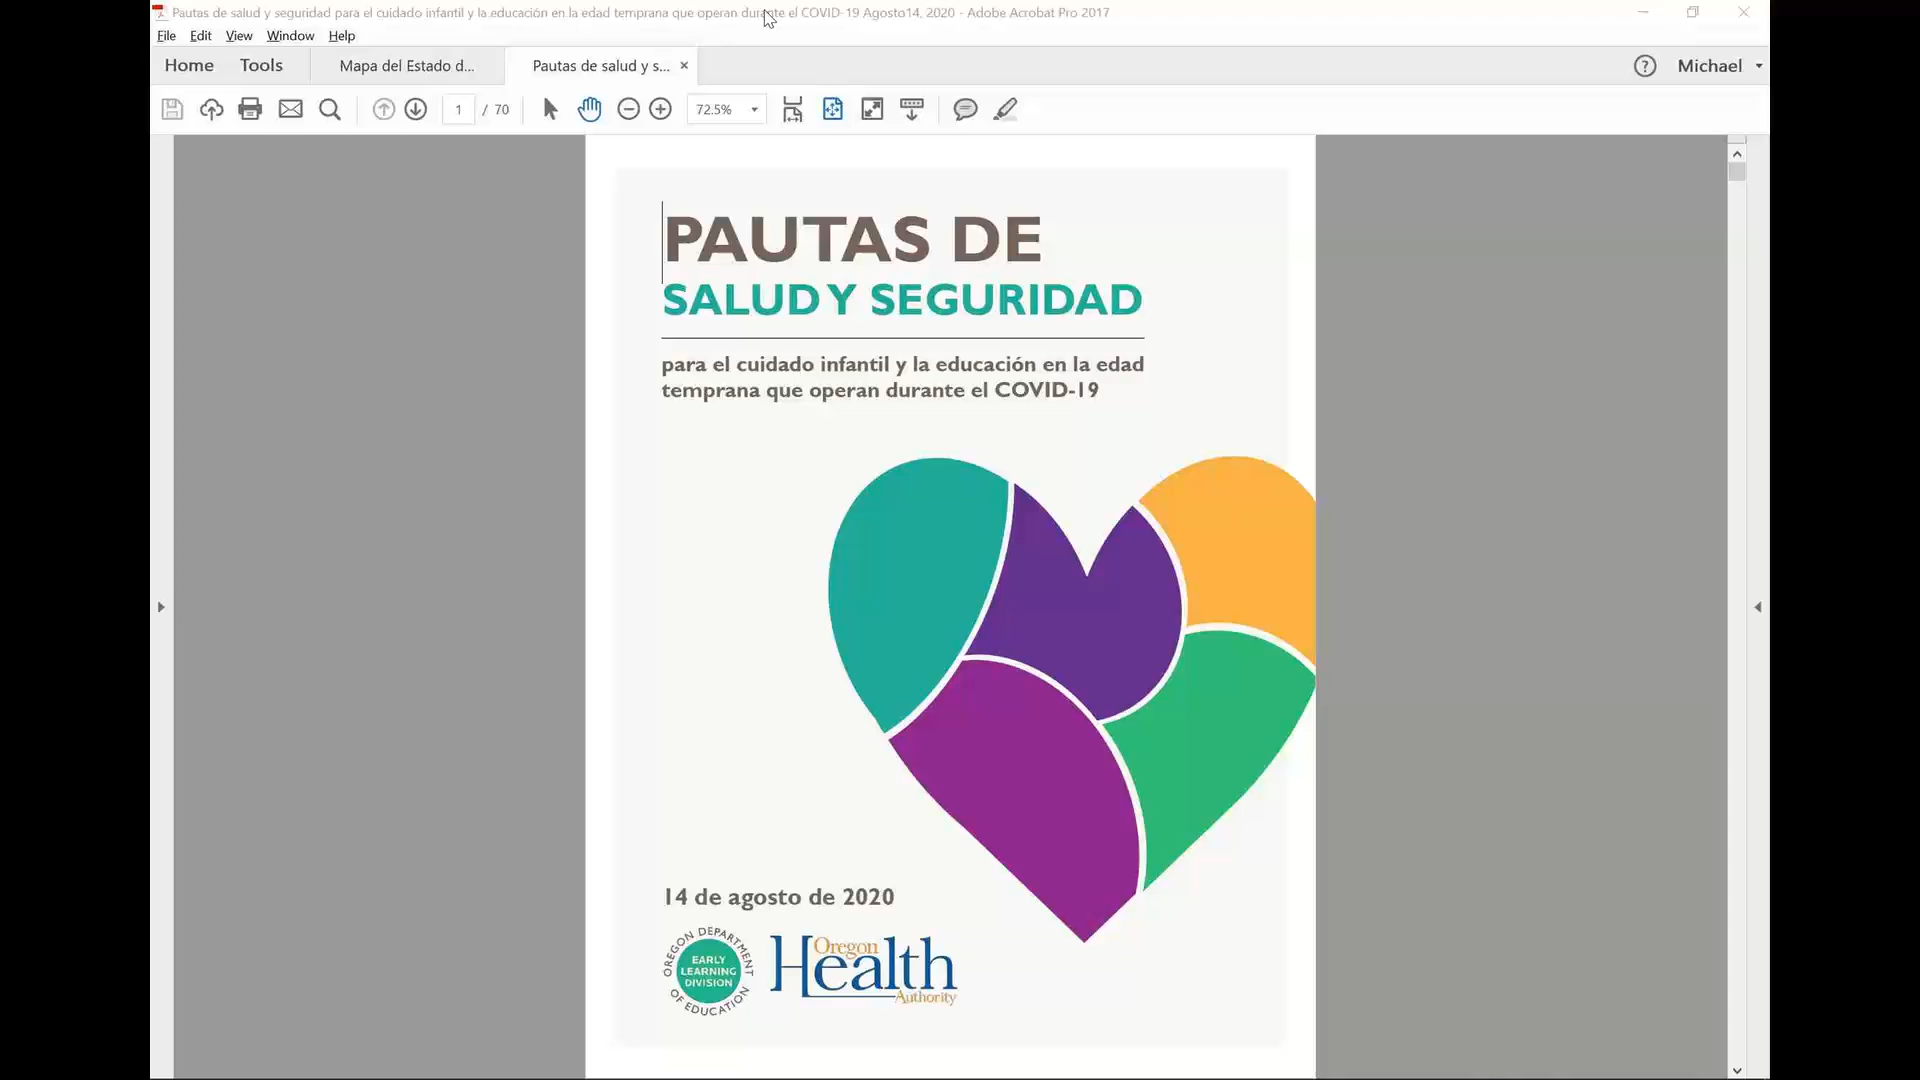 Pautas de salud y seguridad para el cuidado infantil y la educación en la edad temprana que operan durante el COVID-19 Agosto14, 2020 - Adobe Acrobat Pro 2017
File Edit View Window Help
Home Tools Mapa del Estado d... Pautas de salud y s... × ? Michael
1 / 70 72.5%
PAUTAS DE
SALUD Y SEGURIDAD
para el cuidado infantil y la educación en la edad
temprana que operan durante el COVID-19
14 de agosto de 2020
OREGON DEPARTMENT
OF EDUCATION
EARLY
LEARNING
DIVISION
Oregon
Health
Authority